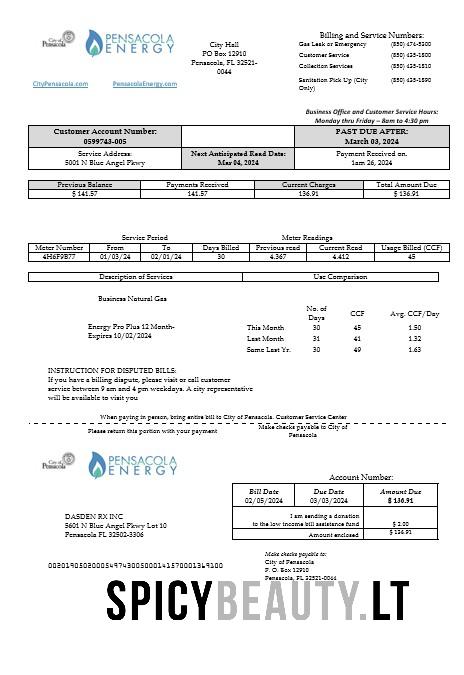 City of
Pensacola
PENSACOLA
ENERGY
City Hall
PO Box 12910
Pensacola, FL 32521-
0044
Billing and Service Numbers:
Gas Leak or Emergency (850) 474-5300
Customer Service (850) 435-1800
Collection Services (850) 435-1810
Sanitation Pick Up (City Only) (850) 435-1890
CityPensacola.com PensacolaEnergy.com
Business Office and Customer Service Hours:
Monday thru Friday – 8am to 4:30 pm
Customer Account Number:
0599743-005
PAST DUE AFTER:
March 03, 2024
Service Address:
5001 N Blue Angel Pkwy
Next Anticipated Read Date:
Mar 04, 2024
Payment Received on.
1am 26, 2024
Previous Balance Payments Received Current Charges Total Amount Due
$ 141.57 141.57 136.91 $ 136.91
Service Period Meter Readings
Meter Number From To Days Billed Previous read Current Read Usage Billed (CCF)
4H6F9B77 01/03/24 02/01/24 30 4.367 4.412 45
Description of Services Use Comparison
Business Natural Gas
No. of Days CCF Avg. CCF/Day
Energy Pro Plus 12 Month-
Expires 10/02/2024
This Month 30 45 1.50
Last Month 31 41 1.32
Same Last Yr. 30 49 1.63
INSTRUCTION FOR DISPUTED BILLS:
If you have a billing dispute, please visit or call customer
service between 9 am and 4 pm weekdays. A city representative
will be available to visit you
When paying in person, bring entire bill to City of Pensacola. Customer Service Center
Please return this portion with your payment
Make checks payable to City of
Pensacola
City of
Pensacola
PENSACOLA
ENERGY
Account Number:
Bill Date Due Date Amount Due
02/05/2024 03/03/2024 $ 136.91
I am sending a donation
to the low income bill assistance fund $ 2.00
Amount enclosed $ 136.91
DASDEN RX INC
5601 N Blue Angel Pkwy Lot 10
Pensacola FL 32502-3306
Make checks payable to:
City of Pensacola
P. O. Box 12910
Pensacola, FL 32521-0044
SPICYBEAUTY.LT